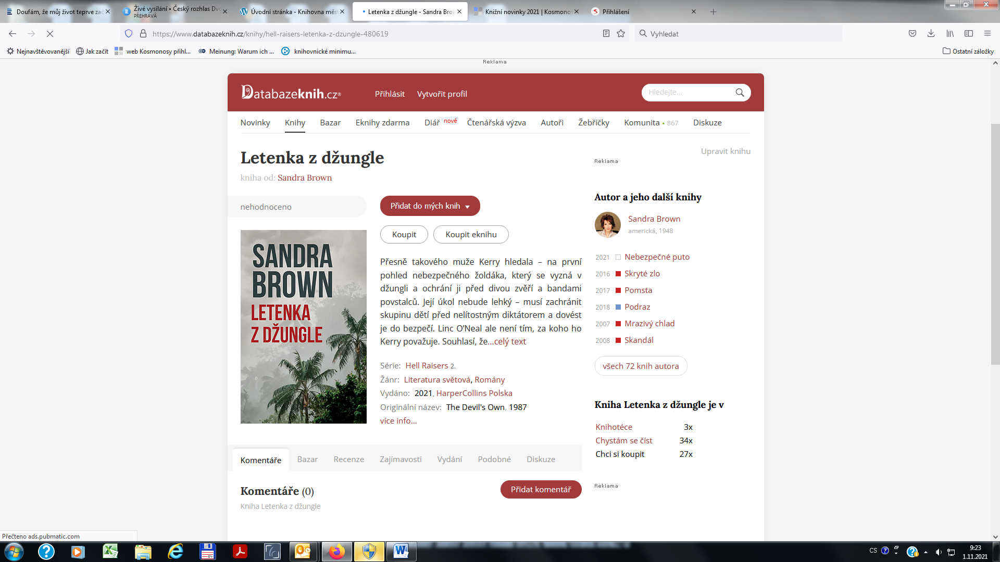 Doufám, že můj život teprve zač
Živé vysílání • Český rozhlas Dvo
PŘEHRÁVÁ
Úvodní stránka - Knihovna měst
Letenka z džungle - Sandra Brow
Knižní novinky 2021 | Kosmonos
Přihlášení
https://www.databazeknih.cz/knihy/hell-raisers-letenka-z-dzungle-480619
Vyhledat
Nejnavštěvovanější
Jak začít
web Kosmonosy přihl...
Meinung: Warum ich ...
knihovnické minimu...
Ostatní záložky
Reklama
Databazeknih.cz®
Přihlásit
Vytvořit profil
Hledejte...
Novinky
Knihy
Bazar
Eknihy zdarma
Diář nové
Čtenářská výzva
Autoři
Žebříčky
Komunita • 867
Diskuze
Letenka z džungle
Upravit knihu
kniha od: Sandra Brown
nehodnoceno
SANDRA
BROWN
LETENKA
Z DŽUNGLE
Přidat do mých knih
Koupit
Koupit eknihu
Přesně takového muže Kerry hledala – na první
pohled nebezpečného žoldáka, který se vyzná v
džungli a ochrání ji před divou zvěří a bandami
povstalců. Její úkol nebude lehký – musí zachránit
skupinu dětí před nelítostným diktátorem a dovést
je do bezpečí. Linc O’Neal ale není tím, za koho ho
Kerry považuje. Souhlasí, že...celý text
Série: Hell Raisers 2.
Žánr: Literatura světová, Romány
Vydáno: 2021, HarperCollins Polska
Originální název: The Devil's Own, 1987
více info...
Reklama
Autor a jeho další knihy
Sandra Brown
americká, 1948
2021 Nebezpečné puto
2016 Skryté zlo
2017 Pomsta
2018 Podraz
2007 Mrazivý chlad
2008 Skandál
všech 72 knih autora
Kniha Letenka z džungle je v
Knihotéce 3x
Chystám se číst 34x
Chci si koupit 27x
Reklama
Komentáře
Bazar
Recenze
Zajímavosti
Vydání
Podobné
Diskuze
Komentáře (0)
Přidat komentář
Kniha Letenka z džungle
Přečteno ads.pubmatic.com
CS
9:23
1.11.2021